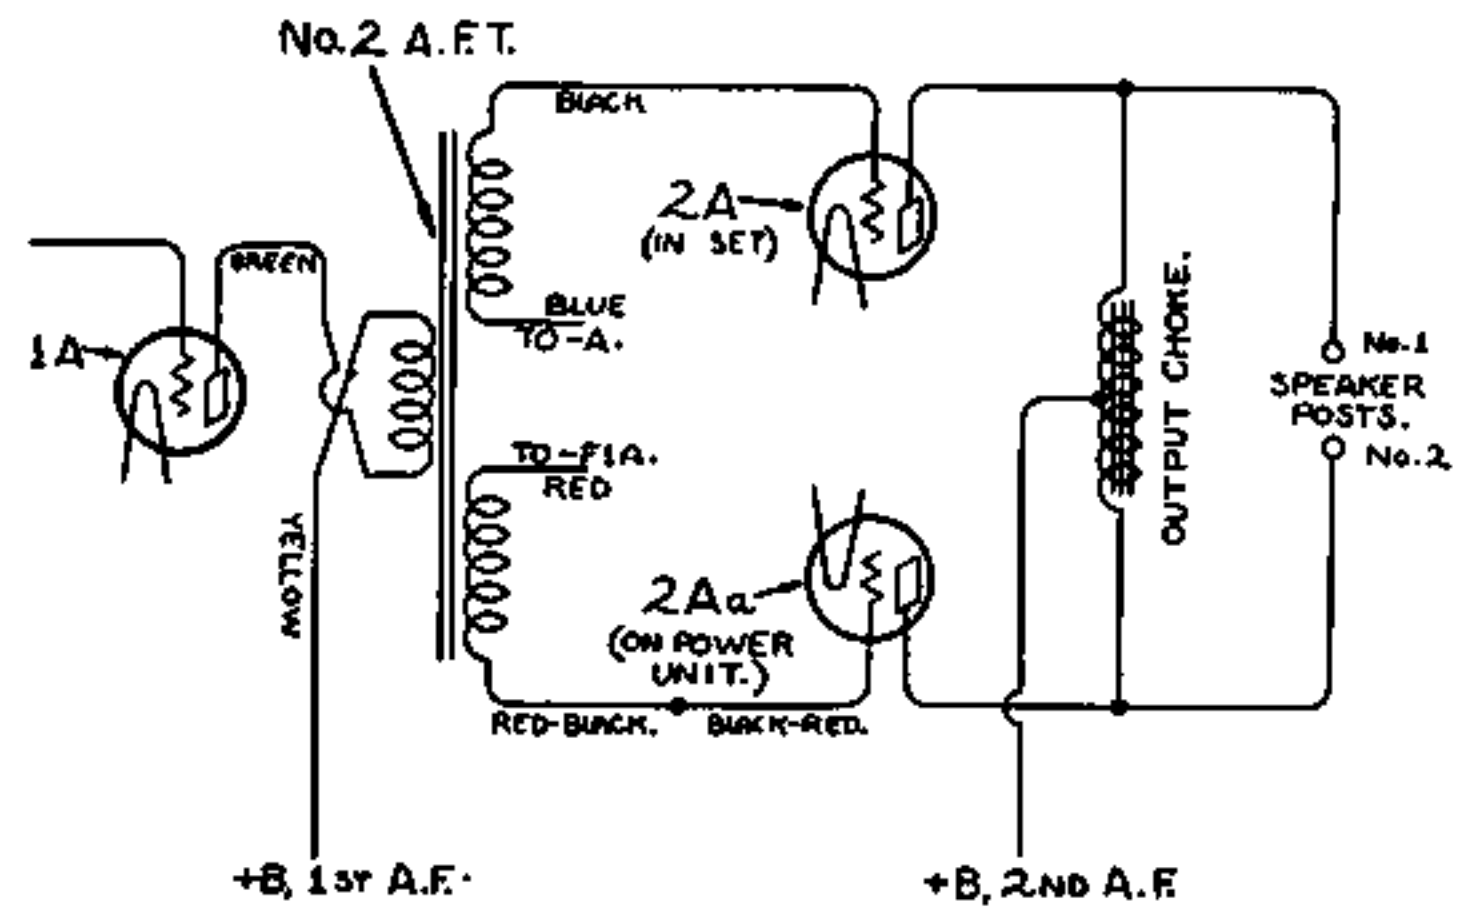 No. 2 A.F.T.
BLACK
2A
(IN SET)
GREEN
BLUE
TO -A.
1A
OUTPUT CHOKE.
No. 1
SPEAKER
POSTS.
No. 2
TO -F1A.
RED
YELLOW
2Aa
(ON POWER
UNIT.)
RED-BLACK.
BLACK-RED.
+B, 1ST A.F.
+B, 2ND A.F.